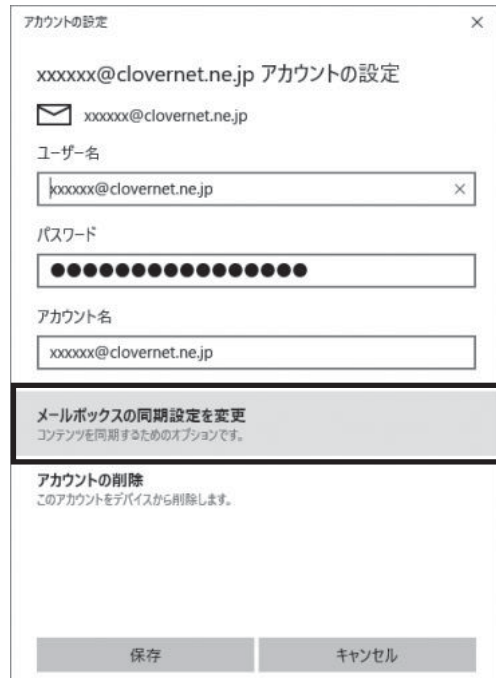 アカウントの設定
xxxxxx@clovernet.ne.jp アカウントの設定
xxxxxx@clovernet.ne.jp
ユーザー名
xxxxxx@clovernet.ne.jp
パスワード
●●●●●●●●●●●●●●●●
アカウント名
xxxxxx@clovernet.ne.jp
メールボックスの同期設定を変更
コンテンツを同期するためのオプションです。
アカウントの削除
このアカウントをデバイスから削除します。
保存 キャンセル